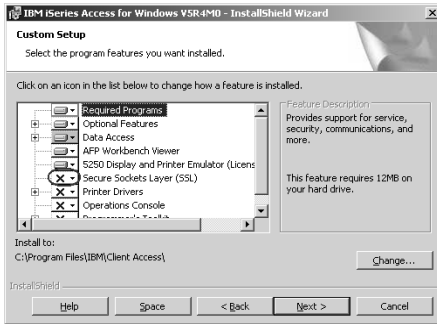 IBM iSeries Access for Windows V5R4M0 - InstallShield Wizard
Custom Setup
Select the program features you want installed.
Click on an icon in the list below to change how a feature is installed.
Required Programs
Optional Features
Data Access
AFP Workbench Viewer
5250 Display and Printer Emulator (Licens
Secure Sockets Layer (SSL)
Printer Drivers
Operations Console
Programmer's Toolkit
Feature Description
Provides support for service,
security, communications, and
more.
This feature requires 12MB on
your hard drive.
Install to:
C:\Program Files\IBM\Client Access\
Change...
InstallShield
Help
Space
< Back
Next >
Cancel